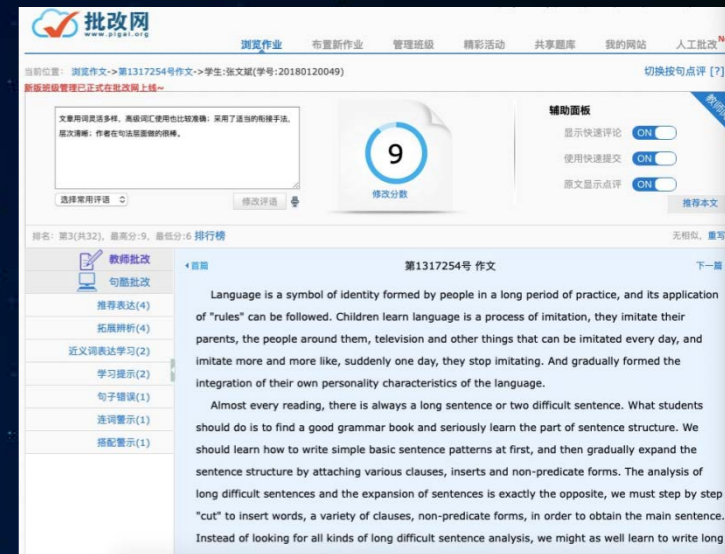 批改网
www.pigai.org
浏览作业 布置新作业 管理班级 精彩活动 共享题库 我的网站 人工批改
当前位置: 浏览作文->第1317254号作文->学生:张文斌(学号:20180120049) 切换按句点评 [?]
新版班级管理已正式在批改网上线~
文章用词灵活多样，高级词汇使用也比较准确；采用了适当的衔接手法，
层次清晰；作者在句法层面做的很棒。
选择常用评语 修改评语
9
修改分数
辅助面板
显示快速评论 ON
使用快速提交 ON
原文显示点评 ON
推荐本文
排名: 第3(共32)，最高分:9，最低分:6 排行榜 无相似，重写
教师批改
句酷批改
推荐表达(4)
拓展辨析(4)
近义词表达学习(2)
学习提示(2)
句子错误(1)
连词警示(1)
搭配警示(1)
首篇 第1317254号 作文 下一篇
Language is a symbol of identity formed by people in a long period of practice, and its application
of "rules" can be followed. Children learn language is a process of imitation, they imitate their
parents, the people around them, television and other things that can be imitated every day, and
imitate more and more like, suddenly one day, they stop imitating. And gradually formed the
integration of their own personality characteristics of the language.
Almost every reading, there is always a long sentence or two difficult sentence. What students
should do is to find a good grammar book and seriously learn the part of sentence structure. We
should learn how to write simple basic sentence patterns at first, and then gradually expand the
sentence structure by attaching various clauses, inserts and non-predicate forms. The analysis of
long difficult sentences and the expansion of sentences is exactly the opposite, we must step by step
"cut" to insert words, a variety of clauses, non-predicate forms, in order to obtain the main sentence.
Instead of looking for all kinds of long difficult sentence analysis, we might as well learn to write long